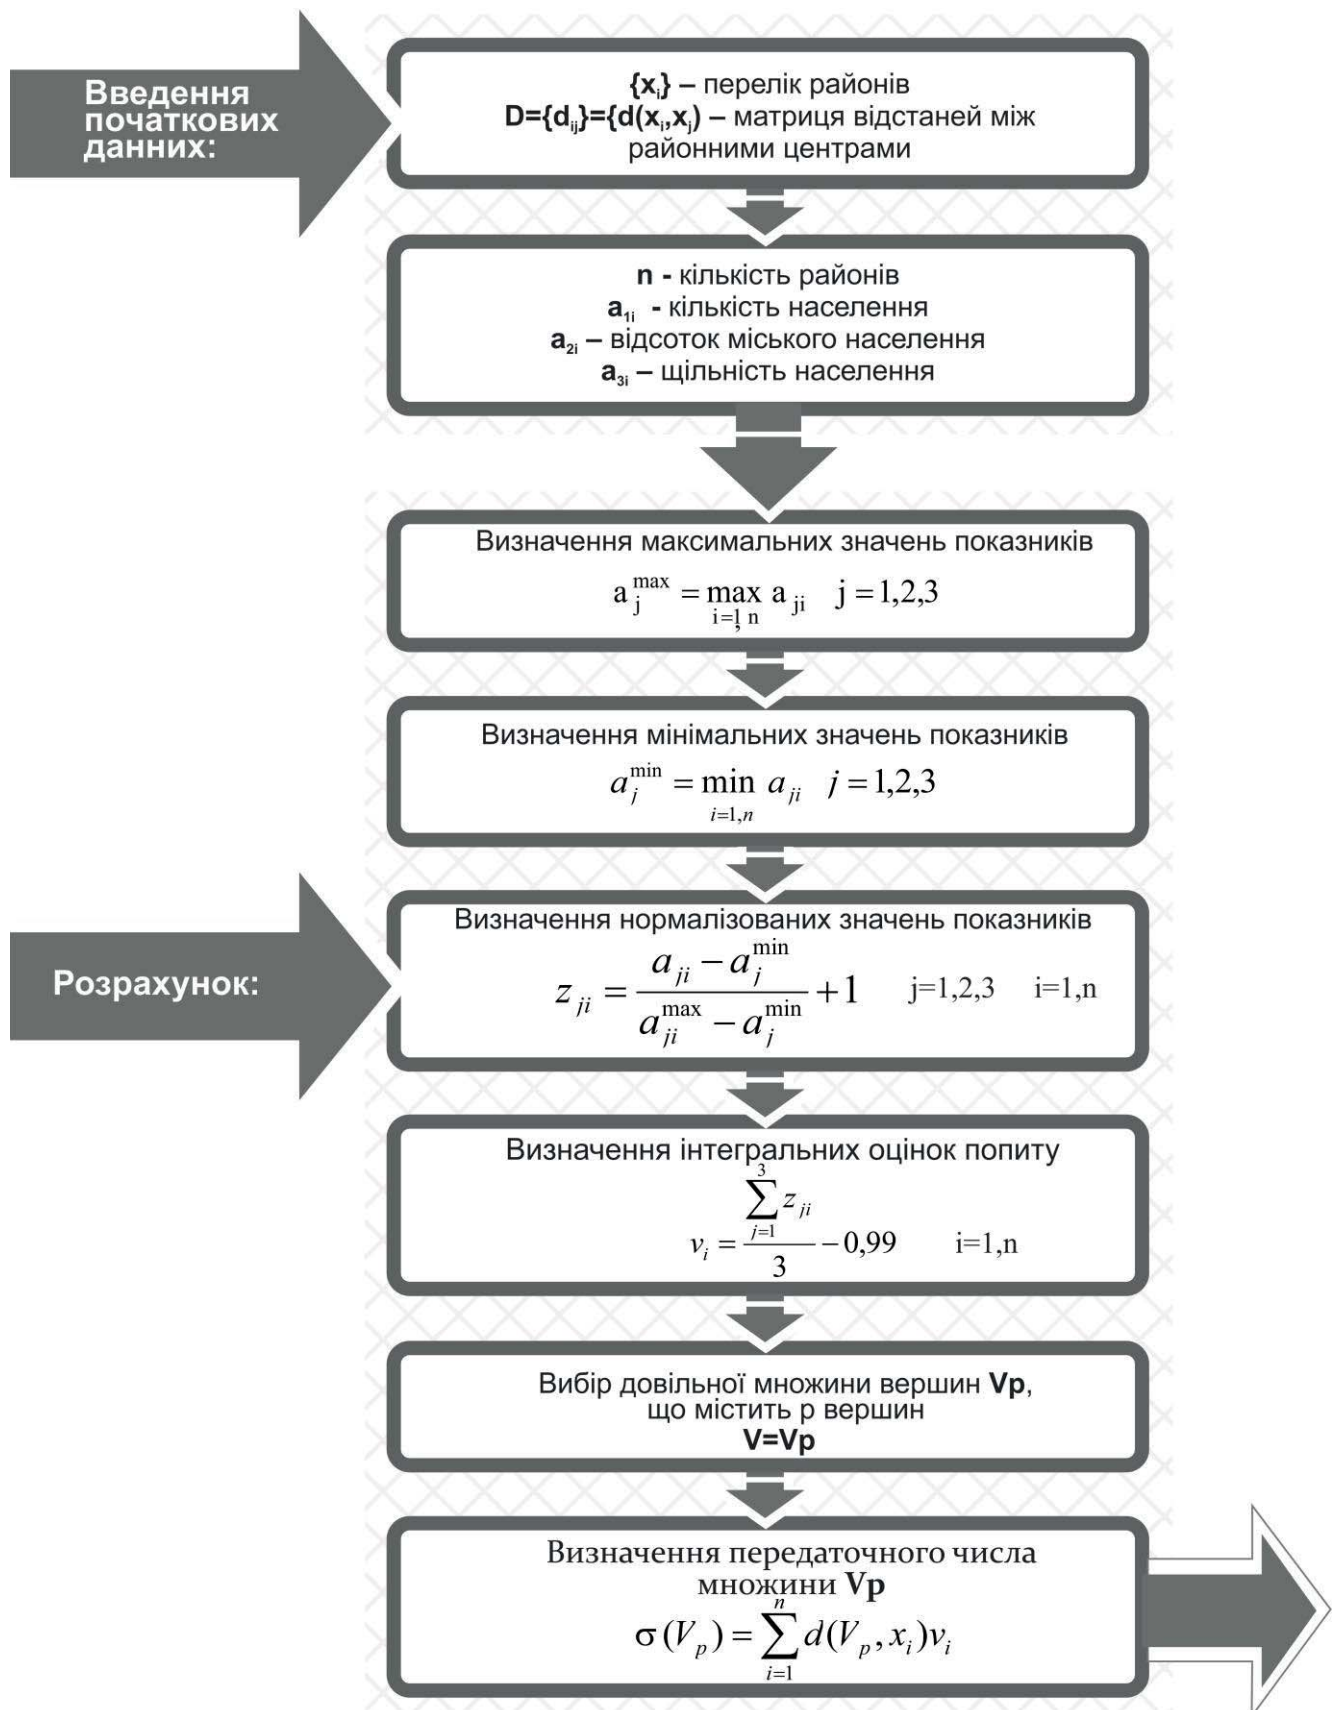 Введення
початкових
данних:
{xᵢ} – перелік районів
D={dᵢⱼ}={d(xᵢ,xⱼ) – матриця відстаней між
районними центрами
n - кількість районів
a₁ᵢ - кількість населення
a₂ᵢ – відсоток міського населення
a₃ᵢ – щільність населення
Визначення максимальних значень показників
a_j^max = max_{i=1,n} a_ji j = 1,2,3
Визначення мінімальних значень показників
a_j^min = min_{i=1,n} a_ji j = 1,2,3
Розрахунок:
Визначення нормалізованих значень показників
z_ji = (a_ji − a_j^min) / (a_ji^max − a_j^min) + 1 j=1,2,3 i=1,n
Визначення інтегральних оцінок попиту
v_i = (∑_{j=1}^{3} z_ji) / 3 − 0,99 i=1,n
Вибір довільної множини вершин Vp,
що містить p вершин
V=Vp
Визначення передаточного числа
множини Vp
σ(V_p) = ∑_{i=1}^{n} d(V_p, x_i)v_i